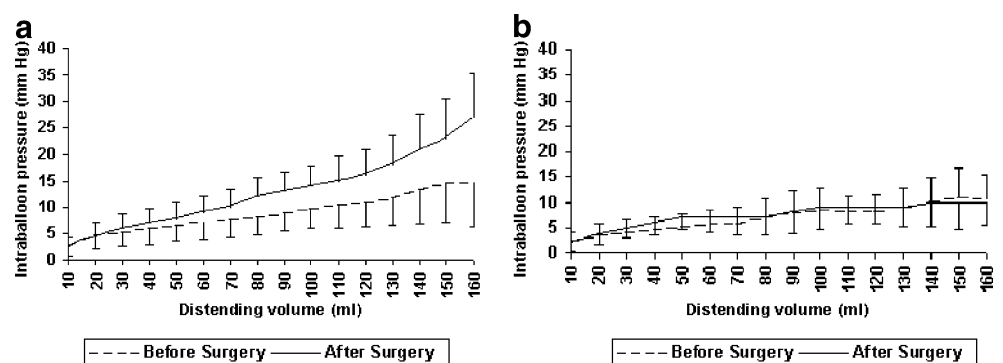 a
Intraballoon pressure (mm Hg)
40
35
30
25
20
15
10
5
0
10 20 30 40 50 60 70 80 90 100 110 120 130 140 150 160
Distending volume (ml)
Before Surgery After Surgery
b
Intraballoon pressure (mm Hg)
40
35
30
25
20
15
10
5
0
10 20 30 40 50 60 70 80 90 100 110 120 130 140 150 160
Distending volume (ml)
Before Surgery After Surgery